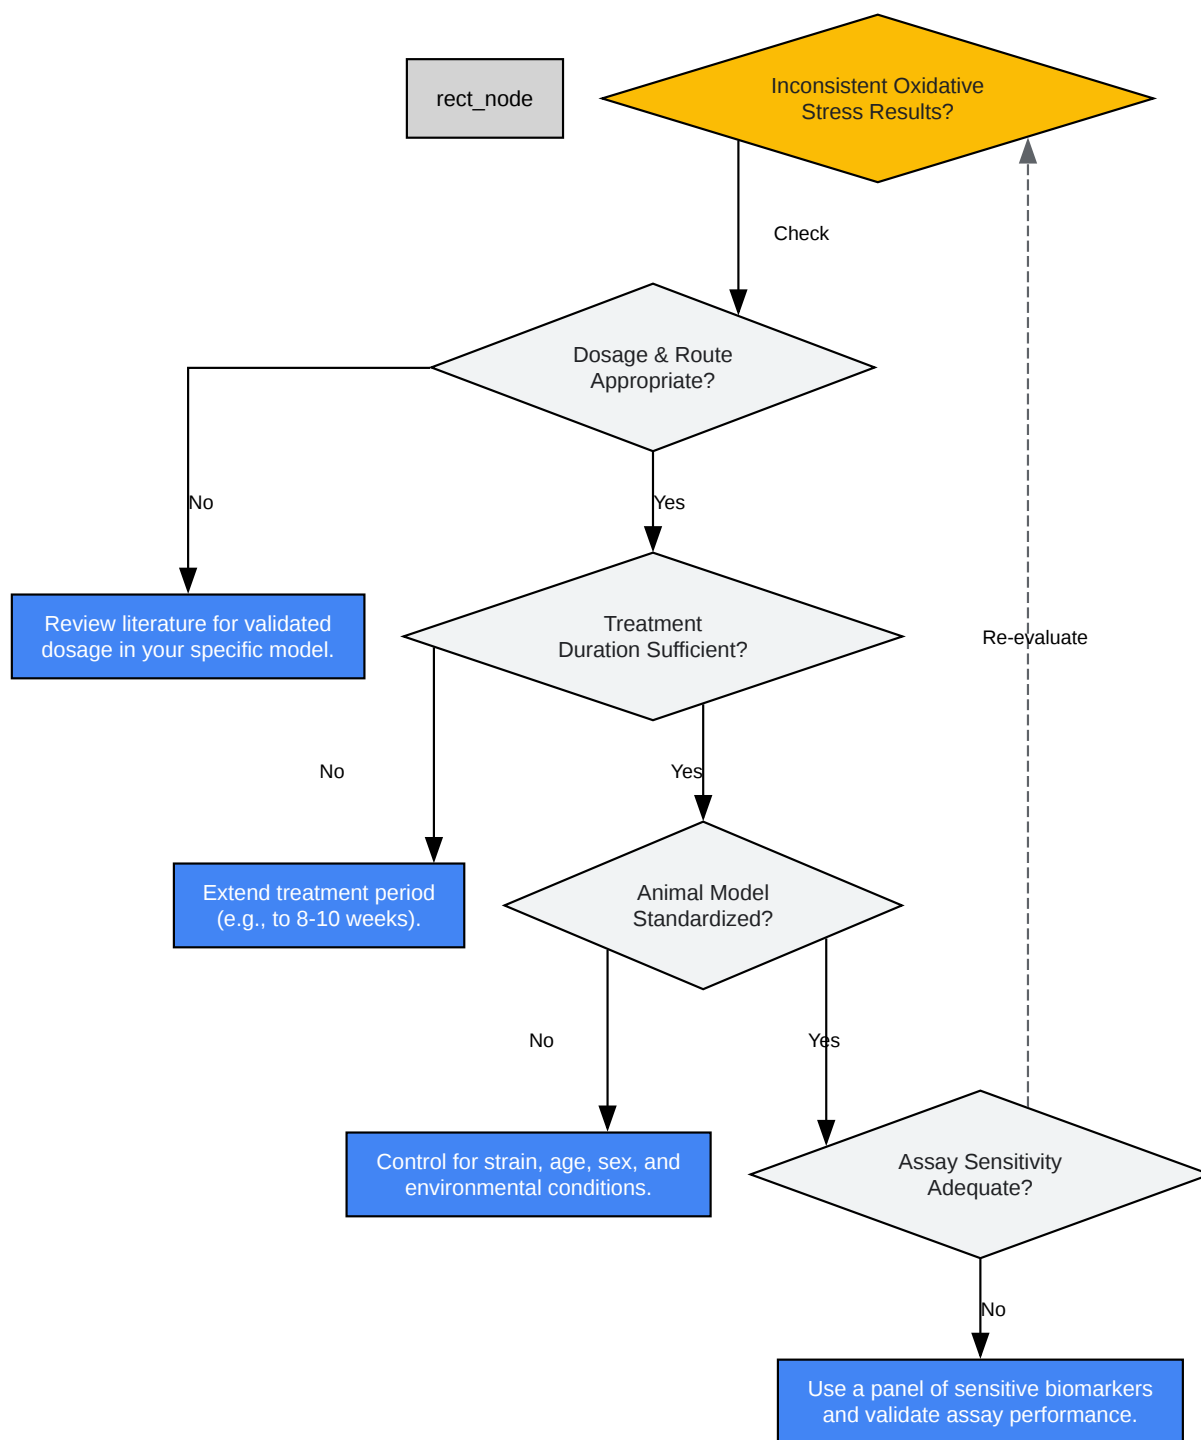 rect_node
Inconsistent Oxidative
Stress Results?
Check
Dosage & Route
Appropriate?
No
Yes
Review literature for validated
dosage in your specific model.
Treatment
Duration Sufficient?
Re-evaluate
No
Yes
Extend treatment period
(e.g., to 8-10 weeks).
Animal Model
Standardized?
No
Yes
Control for strain, age, sex, and
environmental conditions.
Assay Sensitivity
Adequate?
No
Use a panel of sensitive biomarkers
and validate assay performance.